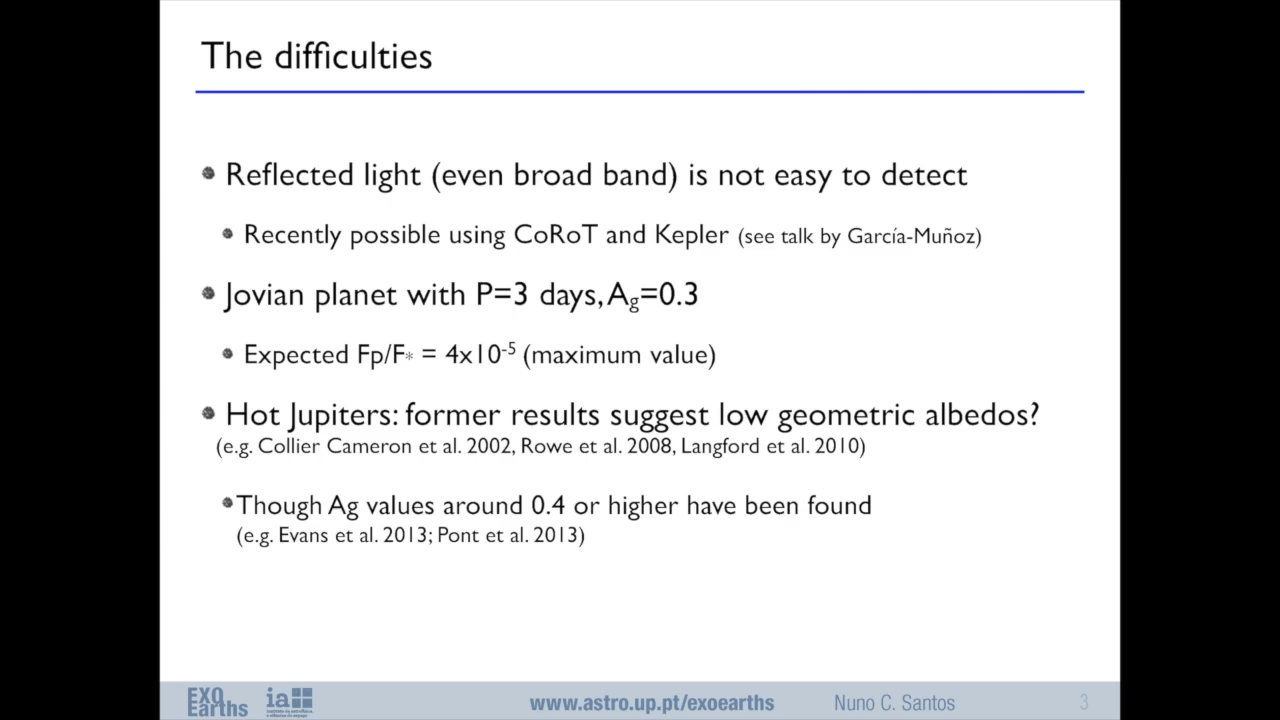 The difficulties
Reflected light (even broad band) is not easy to detect
Recently possible using CoRoT and Kepler (see talk by García-Muñoz)
Jovian planet with P=3 days, Ag=0.3
Expected Fp/F* = 4x10-5 (maximum value)
Hot Jupiters: former results suggest low geometric albedos?
(e.g. Collier Cameron et al. 2002, Rowe et al. 2008, Langford et al. 2010)
Though Ag values around 0.4 or higher have been found
(e.g. Evans et al. 2013; Pont et al. 2013)
EXO
Earths
ia
www.astro.up.pt/exoearths
Nuno C. Santos
3